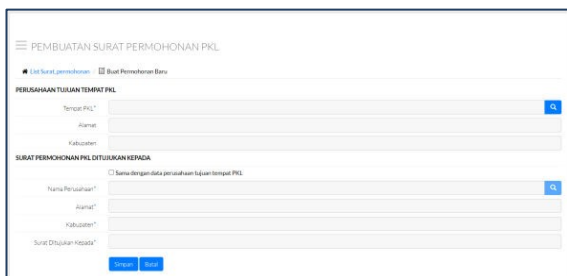 PEMBUATAN SURAT PERMOHONAN PKL
List Surat_permohonan / Buat Permohonan Baru
PERUSAHAAN TUJUAN TEMPAT PKL
Tempat PKL*
Alamat
Kabupaten
SURAT PERMOHONAN PKL DITUJUKAN KEPADA
Sama dengan data perusahaan tujuan tempat PKL
Nama Perusahaan*
Alamat*
Kabupaten*
Surat Ditujukan Kepada*
Simpan Batal